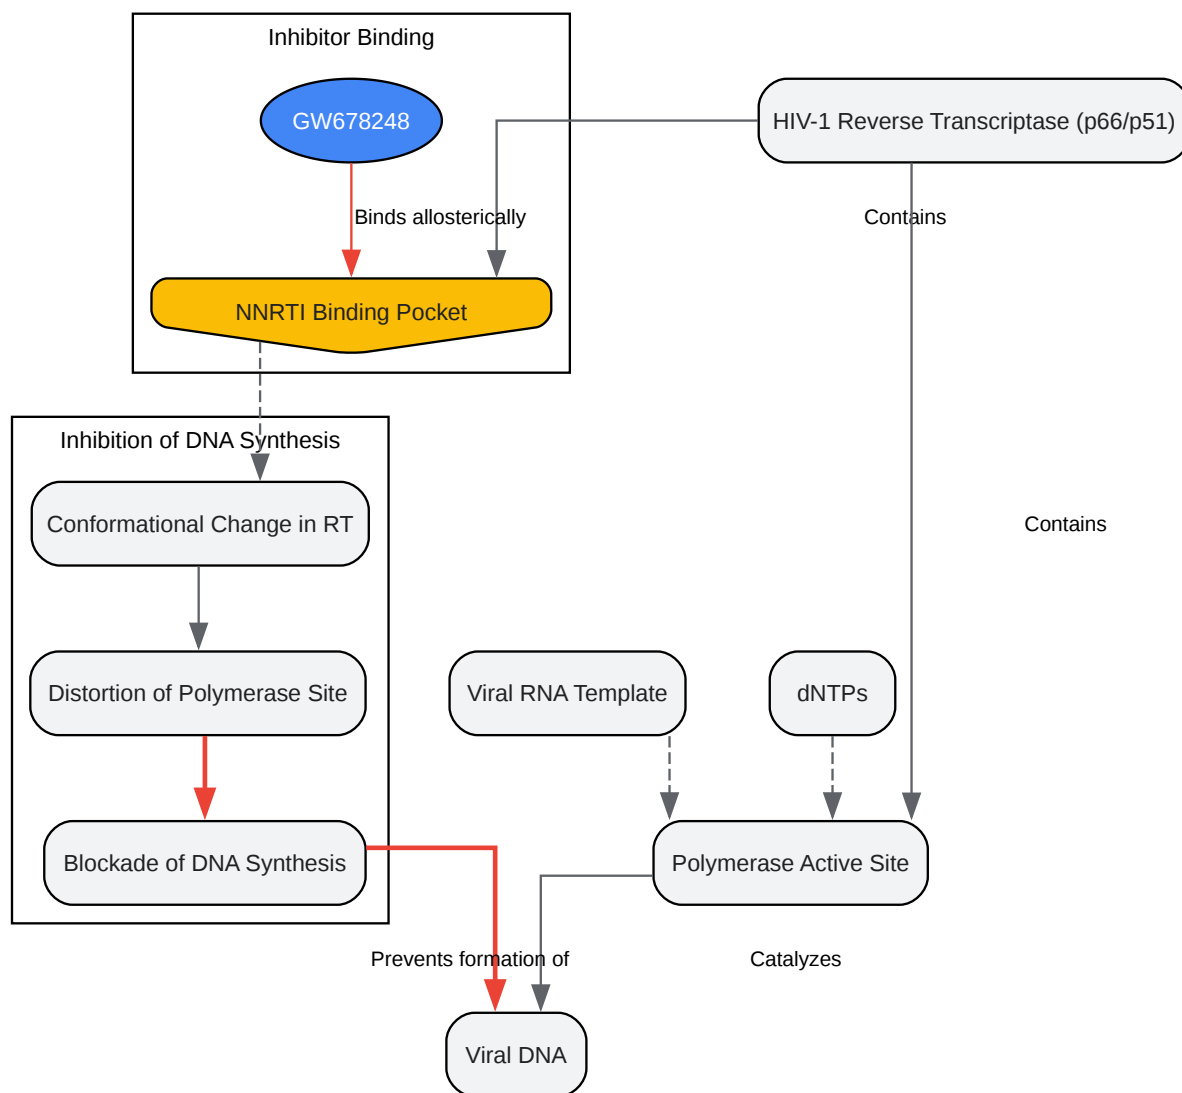 Inhibitor Binding
GW678248
HIV-1 Reverse Transcriptase (p66/p51)
Binds allosterically
Contains
NNRTI Binding Pocket
Inhibition of DNA Synthesis
Conformational Change in RT
Contains
Distortion of Polymerase Site
Viral RNA Template
dNTPs
Blockade of DNA Synthesis
Polymerase Active Site
Prevents formation of
Catalyzes
Viral DNA